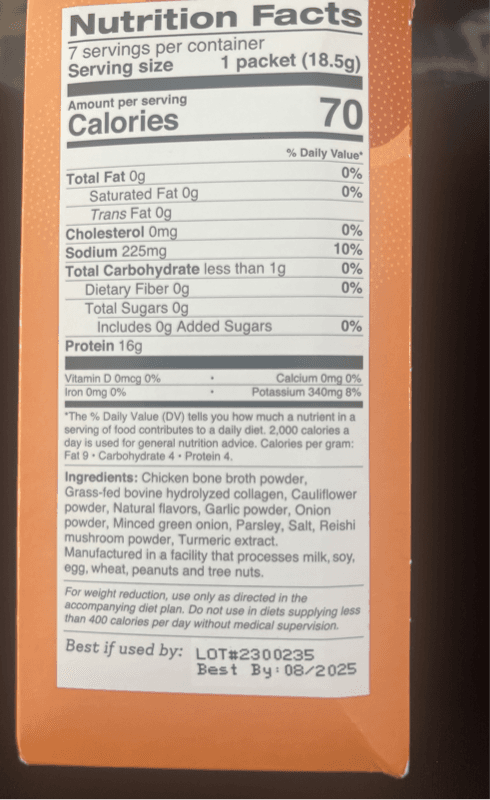 Nutrition Facts
7 servings per container
Serving size 1 packet (18.5g)
Amount per serving
Calories 70
% Daily Value*
Total Fat 0g 0%
Saturated Fat 0g 0%
Trans Fat 0g
Cholesterol 0mg 0%
Sodium 225mg 10%
Total Carbohydrate less than 1g 0%
Dietary Fiber 0g 0%
Total Sugars 0g
Includes 0g Added Sugars 0%
Protein 16g
Vitamin D 0mcg 0% • Calcium 0mg 0%
Iron 0mg 0% • Potassium 340mg 8%
*The % Daily Value (DV) tells you how much a nutrient in a
serving of food contributes to a daily diet. 2,000 calories a
day is used for general nutrition advice. Calories per gram:
Fat 9 • Carbohydrate 4 • Protein 4.
Ingredients: Chicken bone broth powder,
Grass-fed bovine hydrolyzed collagen, Cauliflower
powder, Natural flavors, Garlic powder, Onion
powder, Minced green onion, Parsley, Salt, Reishi
mushroom powder, Turmeric extract.
Manufactured in a facility that processes milk, soy,
egg, wheat, peanuts and tree nuts.
For weight reduction, use only as directed in the
accompanying diet plan. Do not use in diets supplying less
than 400 calories per day without medical supervision.
Best if used by: LOT#2300235
Best By: 08/2025